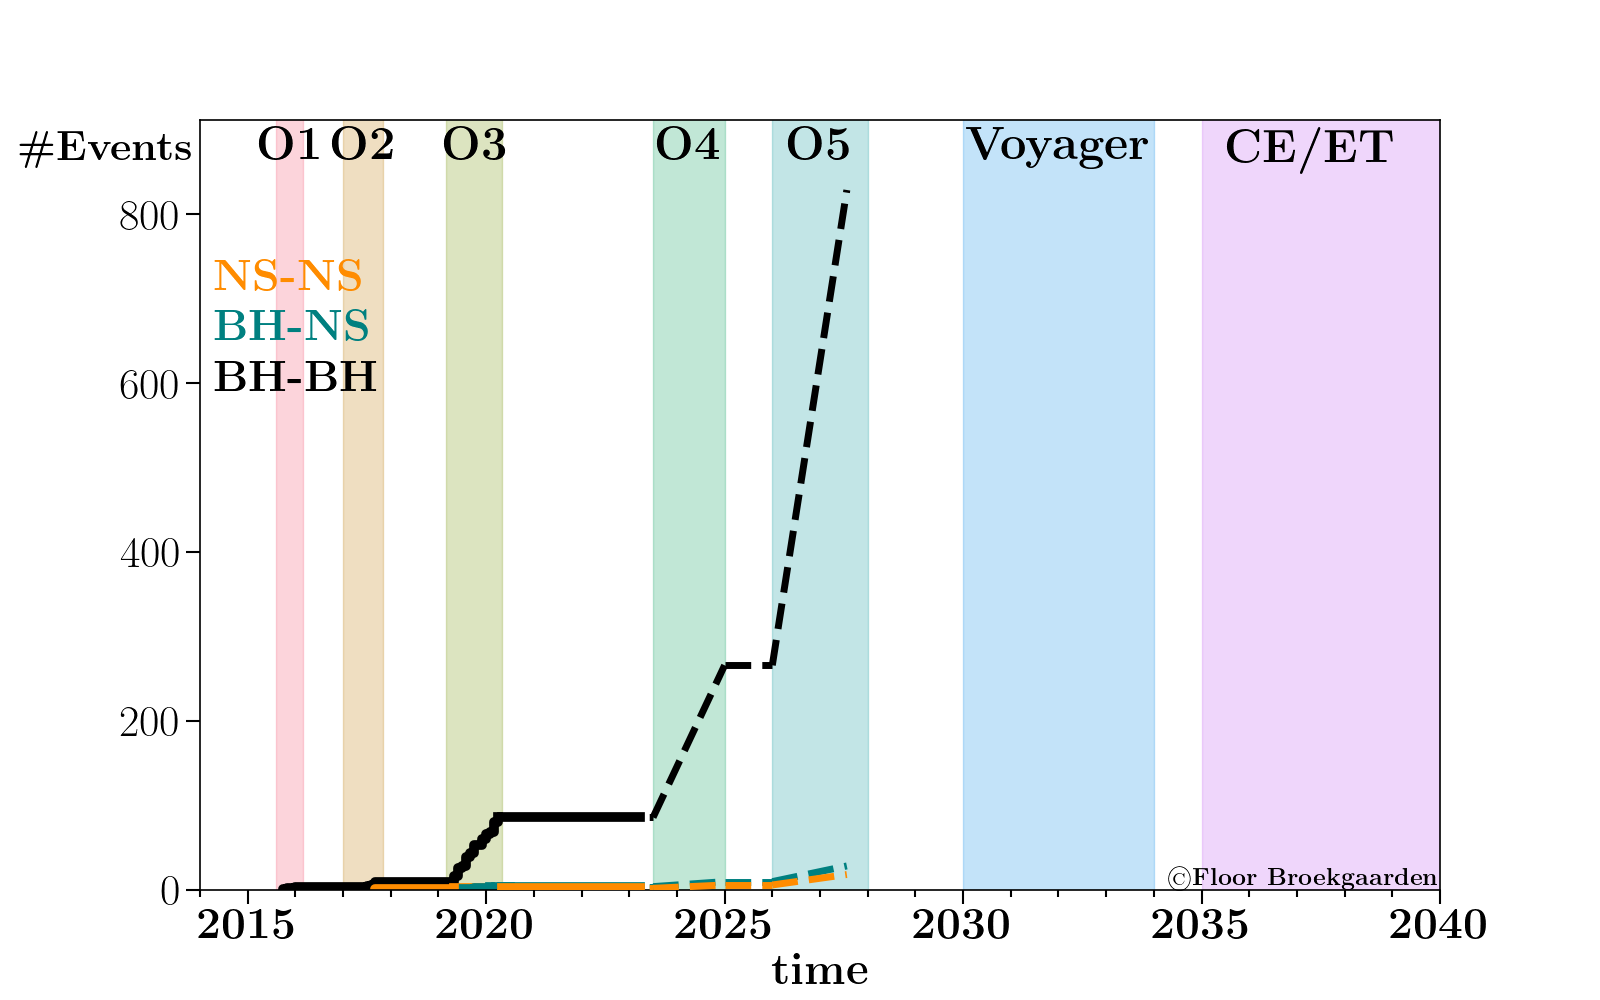 #Events O1 O2 O3 O4 O5 Voyager CE/ET
800
NS-NS
BH-NS
BH-BH
600
400
200
0
©Floor Broekgaarden
2015 2020 2025 2030 2035 2040
time